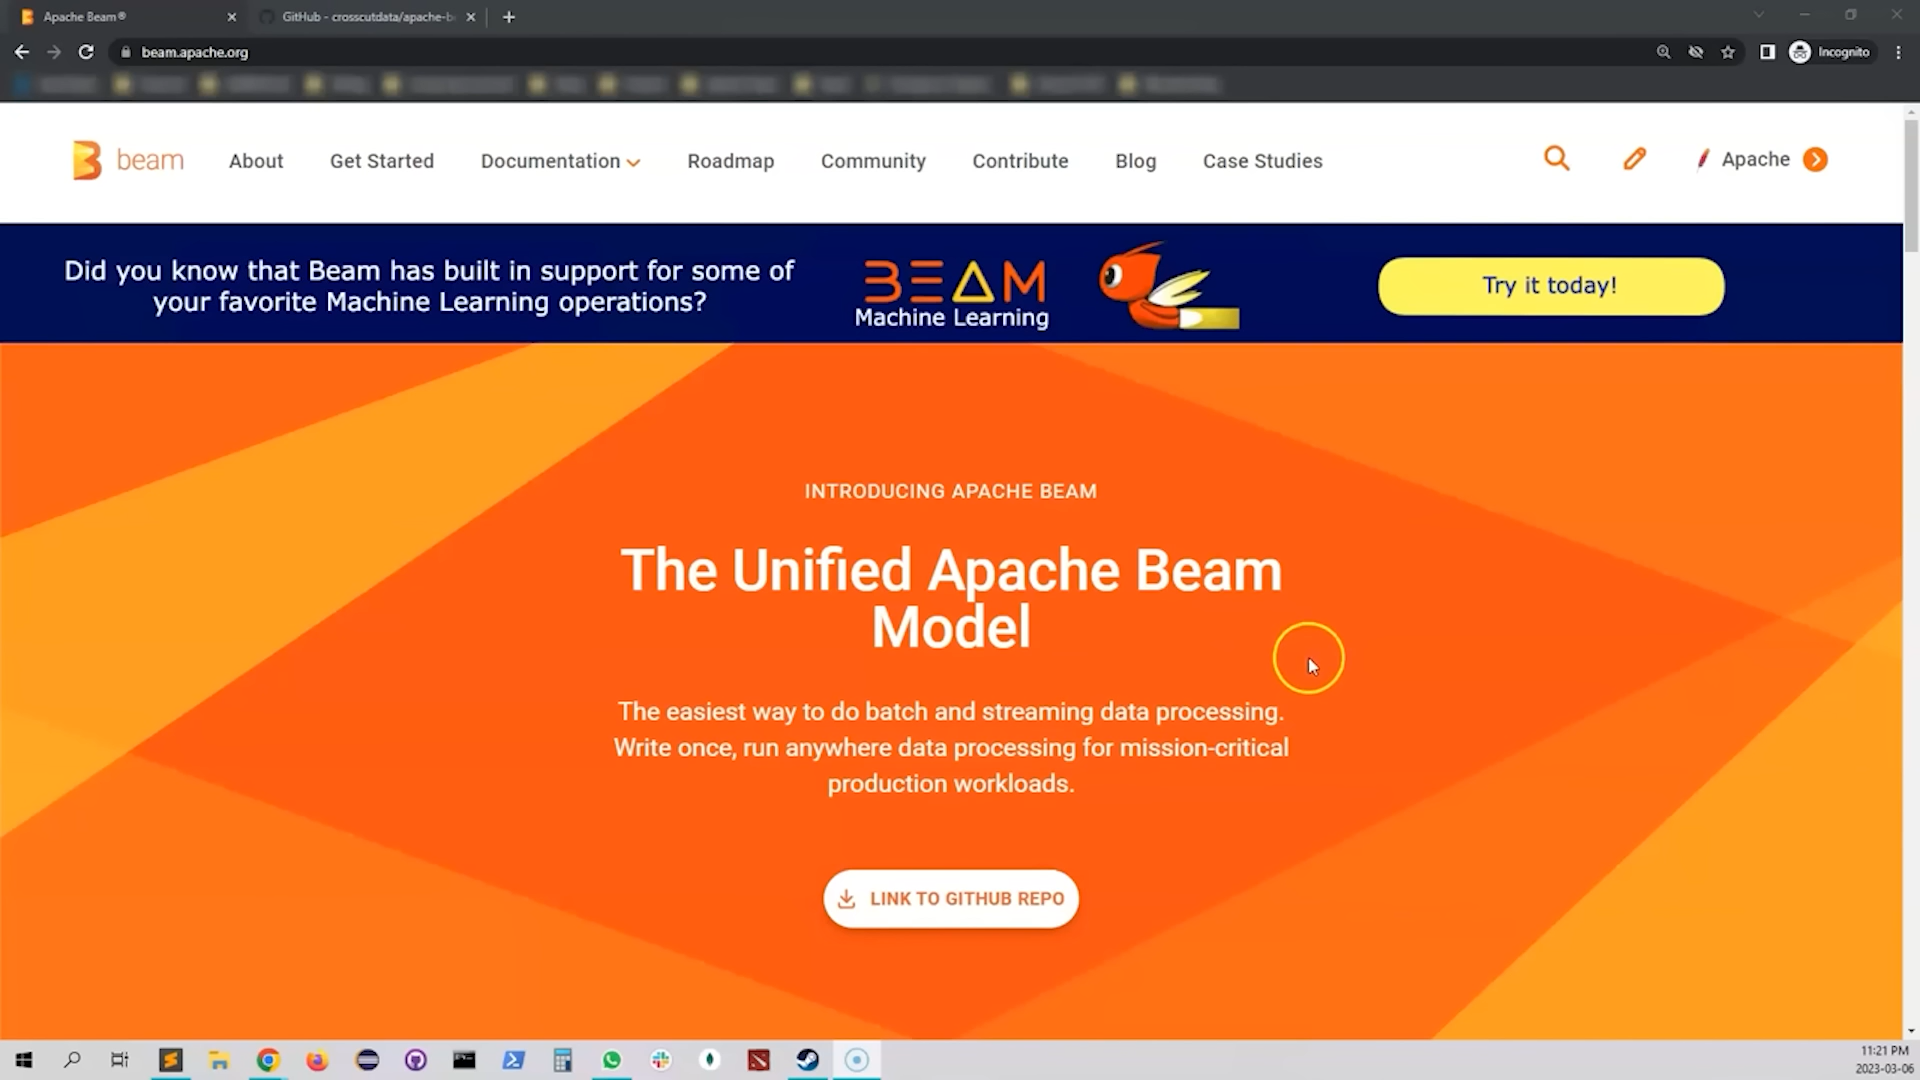 Apache Beam®
GitHub - crosscutdata/apache-b
beam.apache.org
Incognito
beam
About
Get Started
Documentation
Roadmap
Community
Contribute
Blog
Case Studies
Apache
Did you know that Beam has built in support for some of
your favorite Machine Learning operations?
BEAM
Machine Learning
Try it today!
INTRODUCING APACHE BEAM
The Unified Apache Beam
Model
The easiest way to do batch and streaming data processing.
Write once, run anywhere data processing for mission-critical
production workloads.
LINK TO GITHUB REPO
11:21 PM
2023-03-06